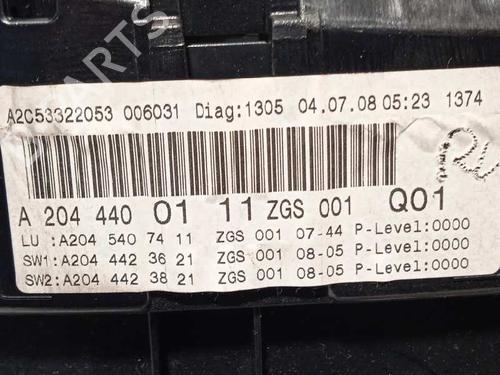 A2C53322053 006031 Diag:1305 04.07.08 05:23 1374
A 204 440 01 11 ZGS 001 Q01
LU :A204 540 74 11 ZGS 001 07-44 P-Level:0000
SW1:A204 442 36 21 ZGS 001 08-05 P-Level:0000
SW2:A204 442 38 21 ZGS 001 08-05 P-Level:0000